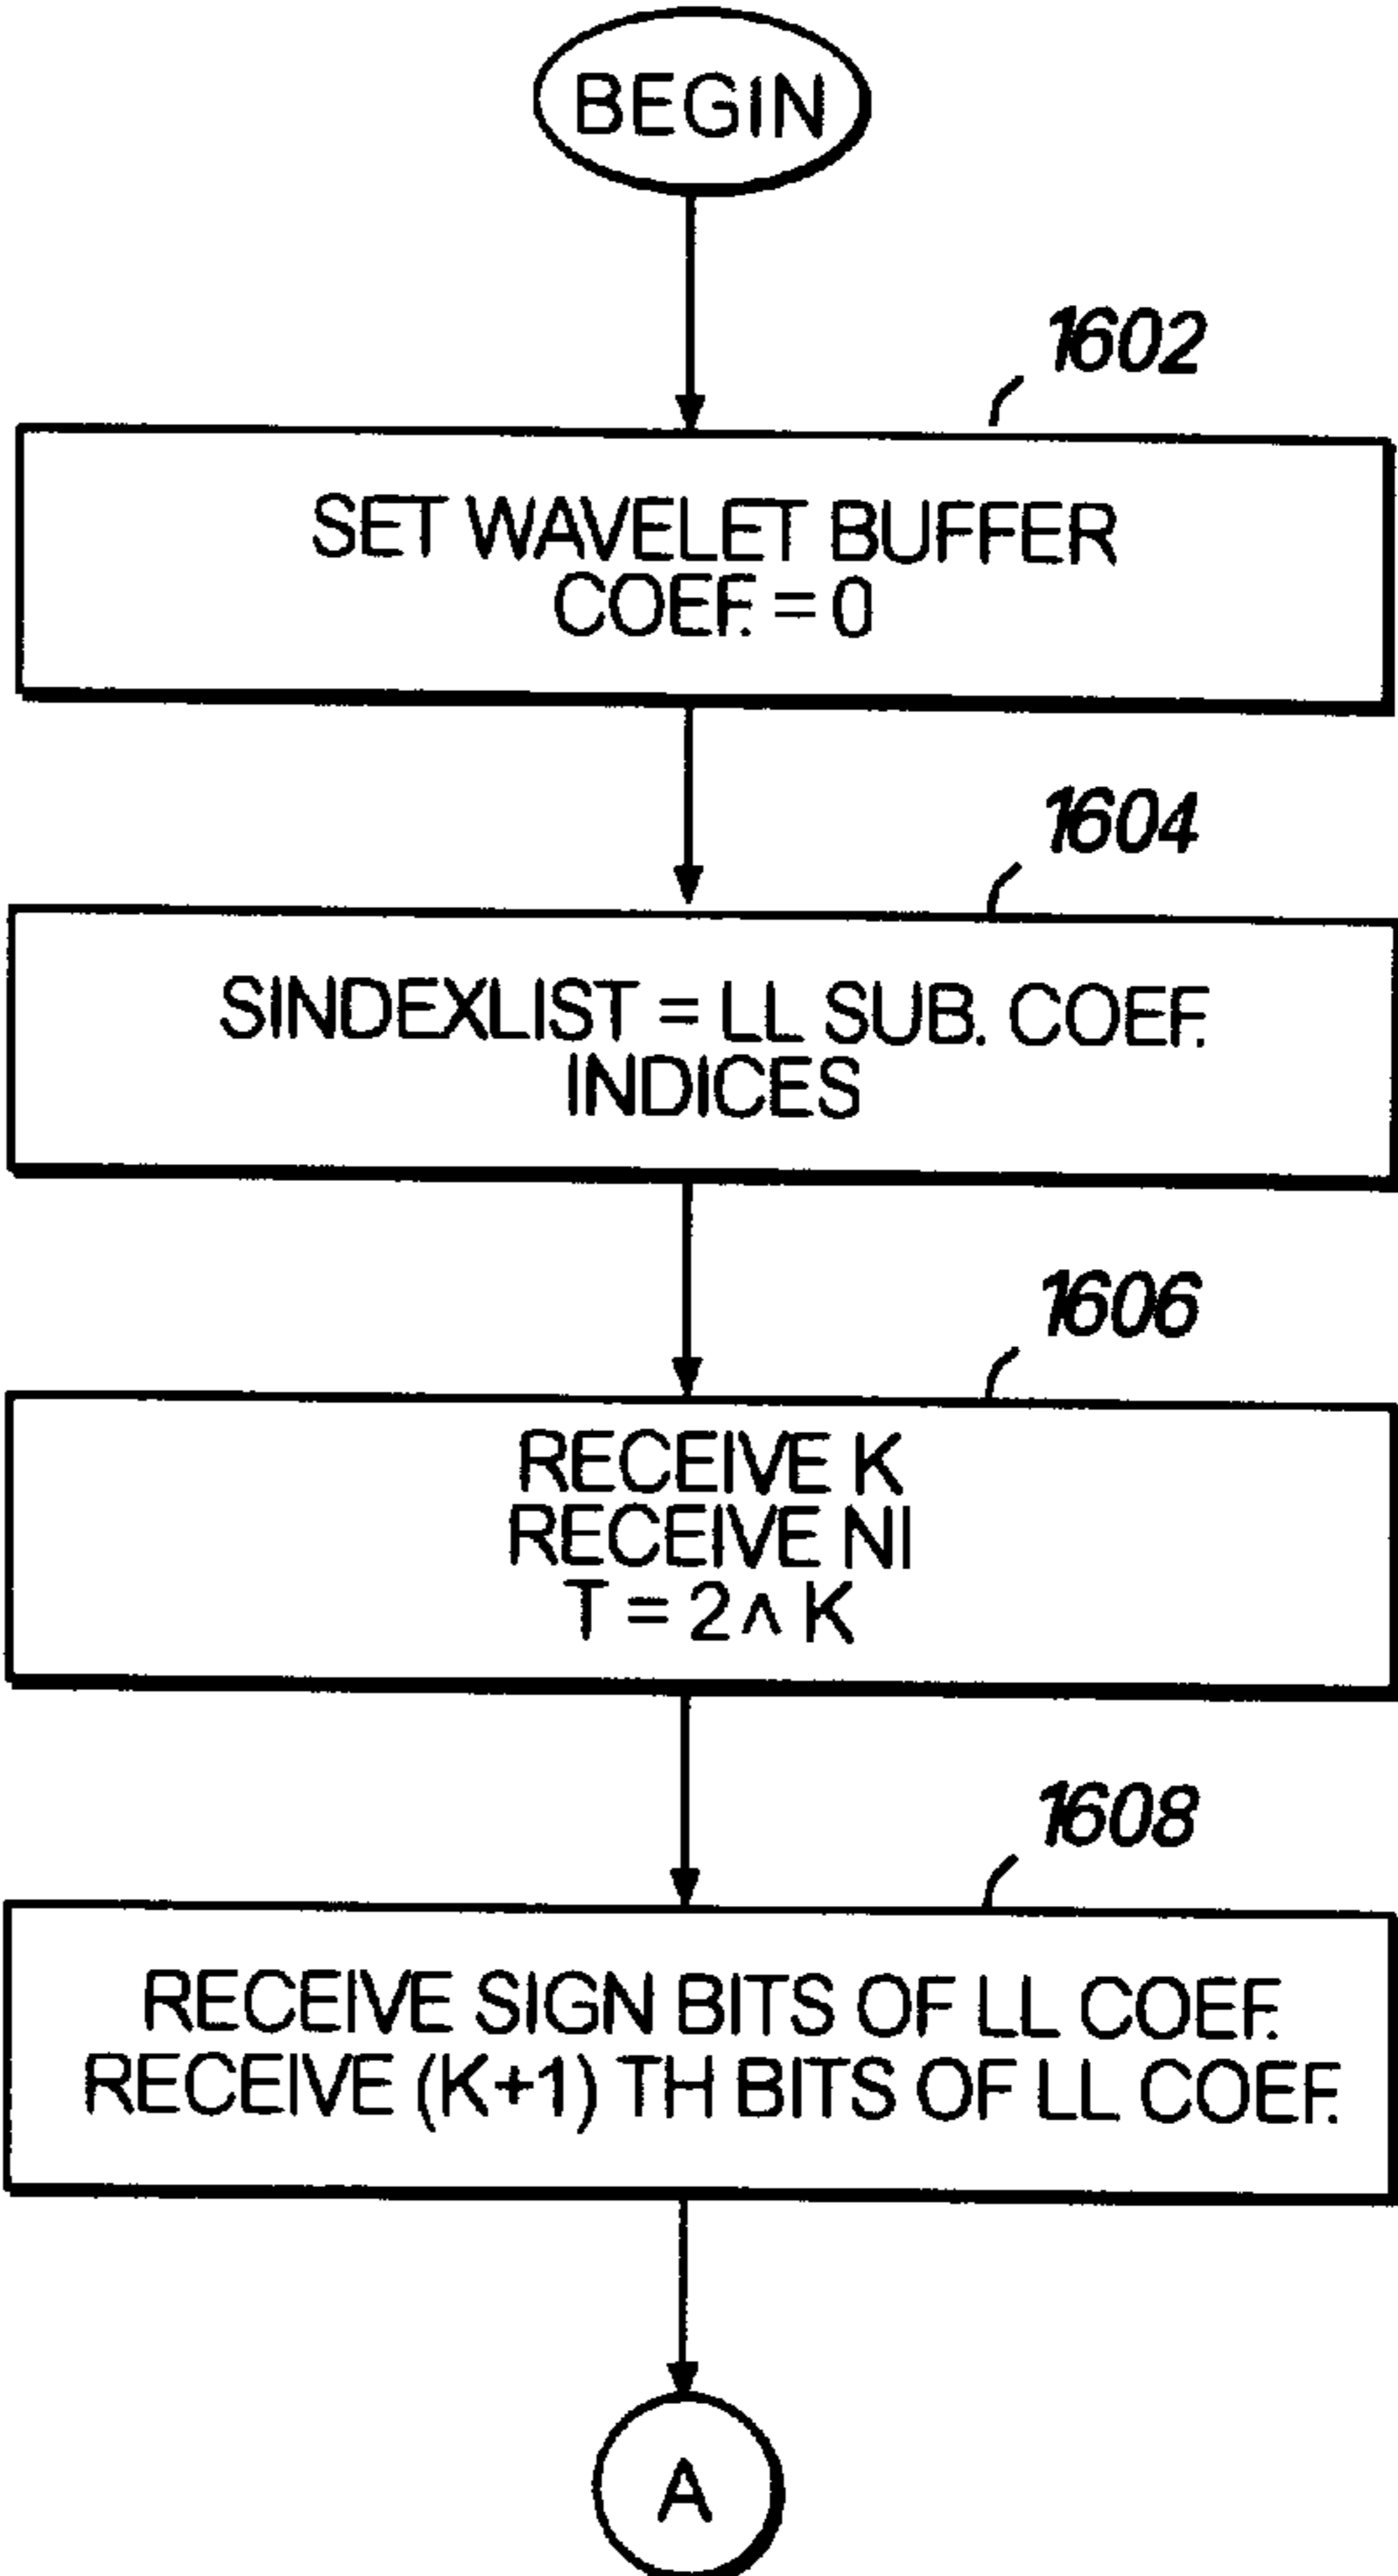 BEGIN
1602
SET WAVELET BUFFER
COEF. = 0
1604
SINDEXLIST = LL SUB. COEF.
INDICES
1606
RECEIVE K
RECEIVE NI
T = 2 ^ K
1608
RECEIVE SIGN BITS OF LL COEF.
RECEIVE (K+1) TH BITS OF LL COEF.
A